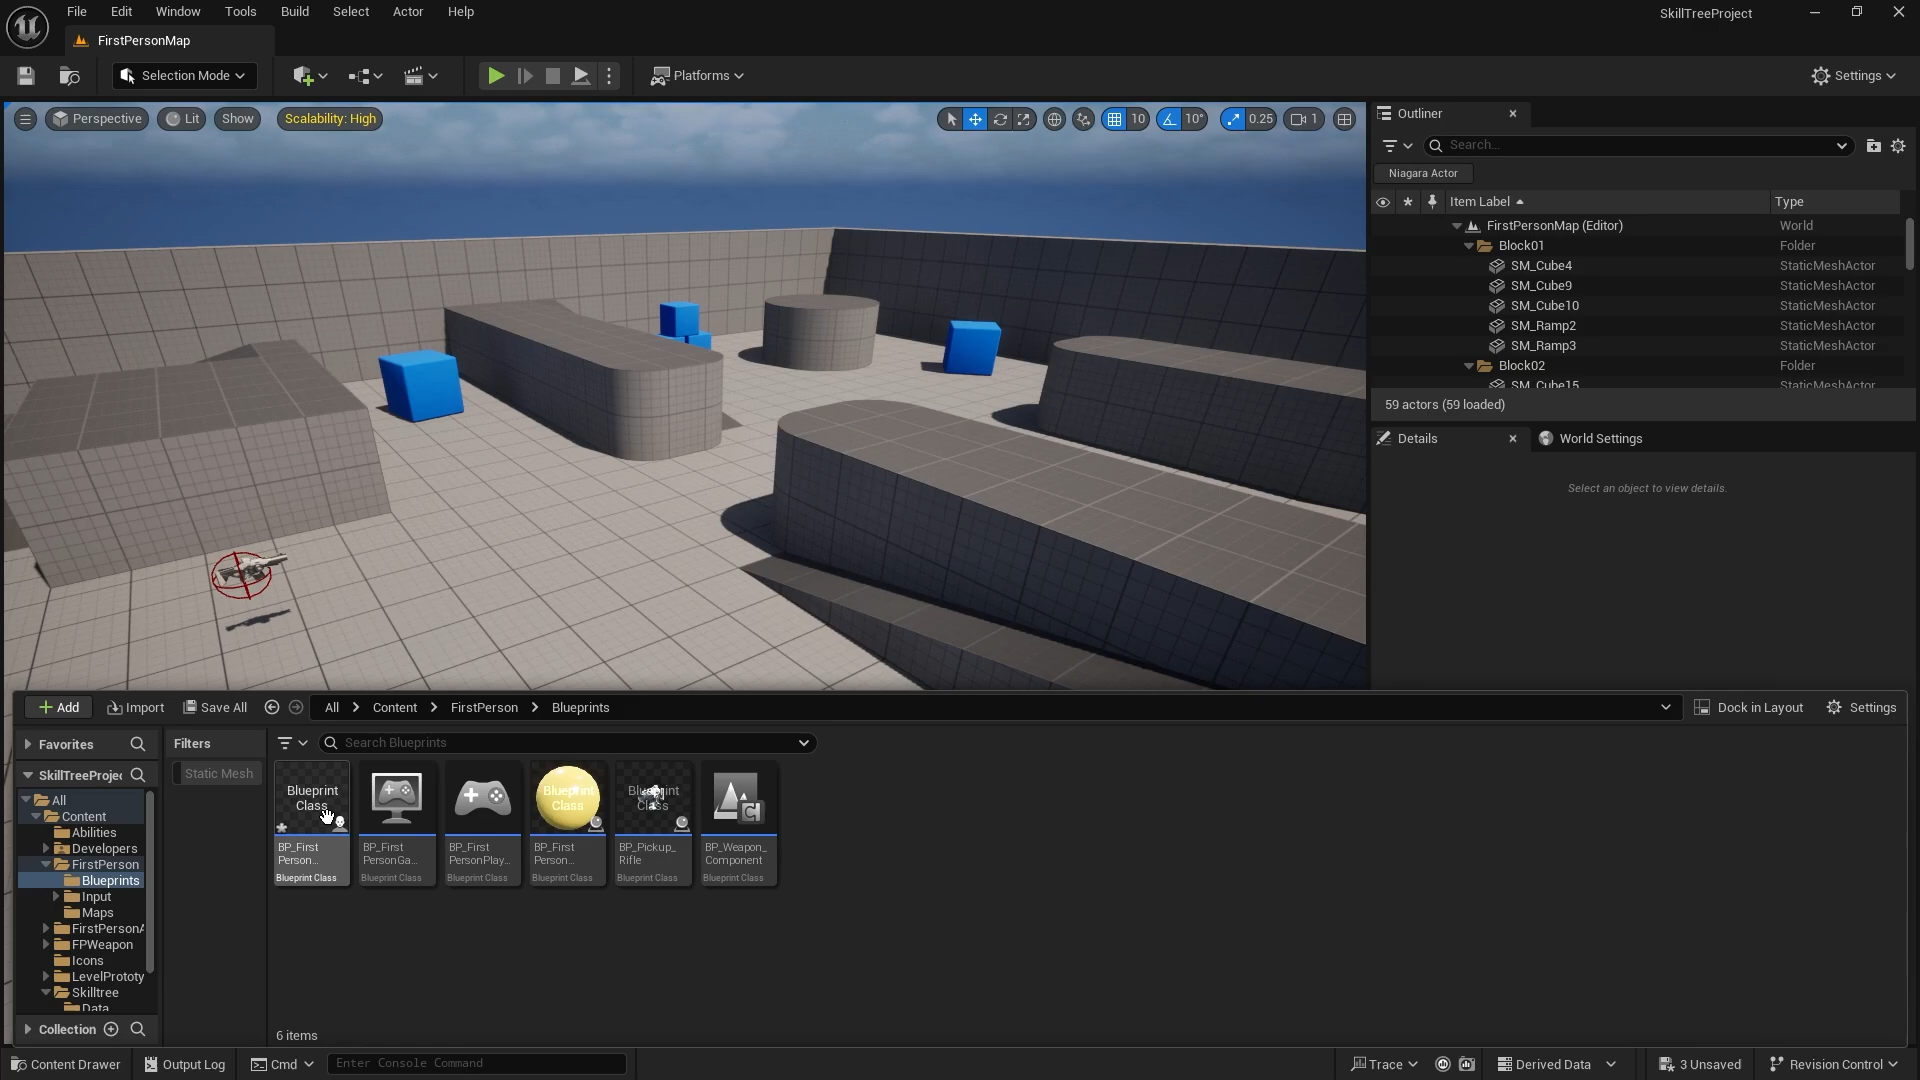 File Edit Window Tools Build Select Actor Help
SkillTreeProject
FirstPersonMap
Selection Mode
Platforms
Settings
Perspective Lit Show Scalability: High
10 10° 0.25 1
Outliner
Search...
Niagara Actor
Item Label Type
FirstPersonMap (Editor) World
Block01 Folder
SM_Cube4 StaticMeshActor
SM_Cube9 StaticMeshActor
SM_Cube10 StaticMeshActor
SM_Ramp2 StaticMeshActor
SM_Ramp3 StaticMeshActor
Block02 Folder
SM_Cube15 StaticMeshActor
59 actors (59 loaded)
Details World Settings
Select an object to view details.
Add Import Save All All Content FirstPerson Blueprints Dock in Layout Settings
Favorites
Filters
Search Blueprints
SkillTreeProjec
Static Mesh
All
Content
Abilities
Developers
FirstPerson
Blueprints
Input
Maps
FirstPersonA
FPWeapon
Icons
LevelPrototy
Skilltree
Data
Collection
Blueprint
Class
BP_First
Person...
Blueprint Class
BP_First
PersonGa...
Blueprint Class
BP_First
PersonPlay...
Blueprint Class
Blueprint
Class
BP_First
Person...
Blueprint Class
Blueprint
Class
BP_Pickup_
Rifle
Blueprint Class
BP_Weapon_
Component
Blueprint Class
6 items
Content Drawer Output Log Cmd Enter Console Command Trace Derived Data 3 Unsaved Revision Control